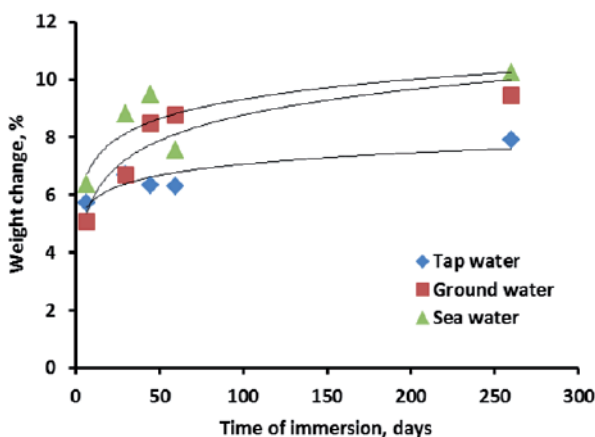 12
10
8
6
4
2
0
Weight change, %
Tap water
Ground water
Sea water
0 50 100 150 200 250 300
Time of immersion, days